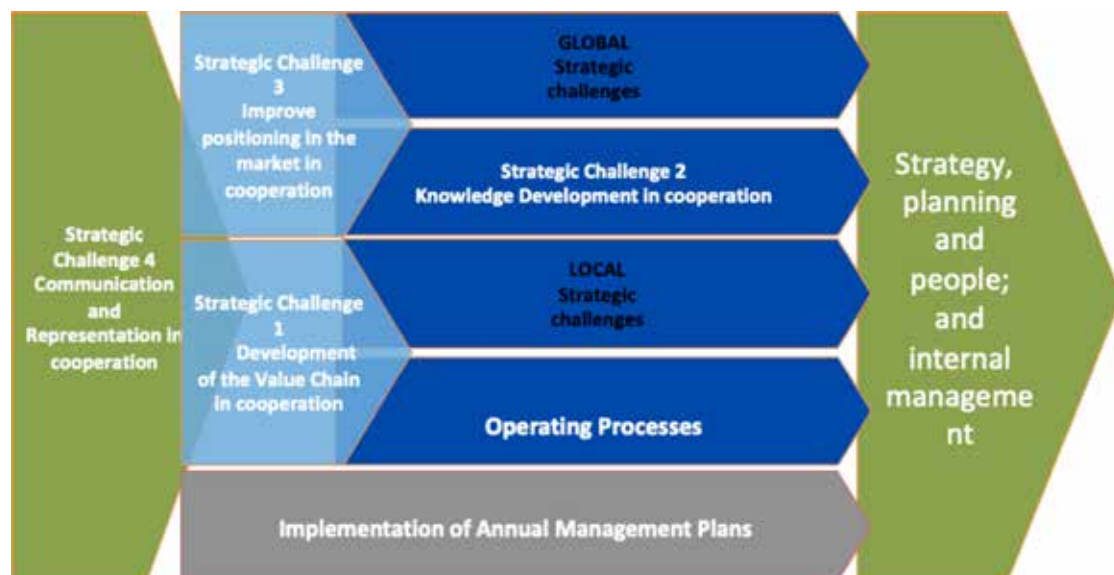 Strategic
Challenge 4
Communication
and
Representation in
cooperation
Strategic Challenge
3
Improve
positioning in the
market in
cooperation
GLOBAL
Strategic
challenges
Strategic Challenge 2
Knowledge Development in cooperation
Strategic Challenge
1
Development
of the Value Chain
in cooperation
LOCAL
Strategic
challenges
Operating Processes
Implementation of Annual Management Plans
Strategy,
planning
and
people;
and
internal
manageme
nt